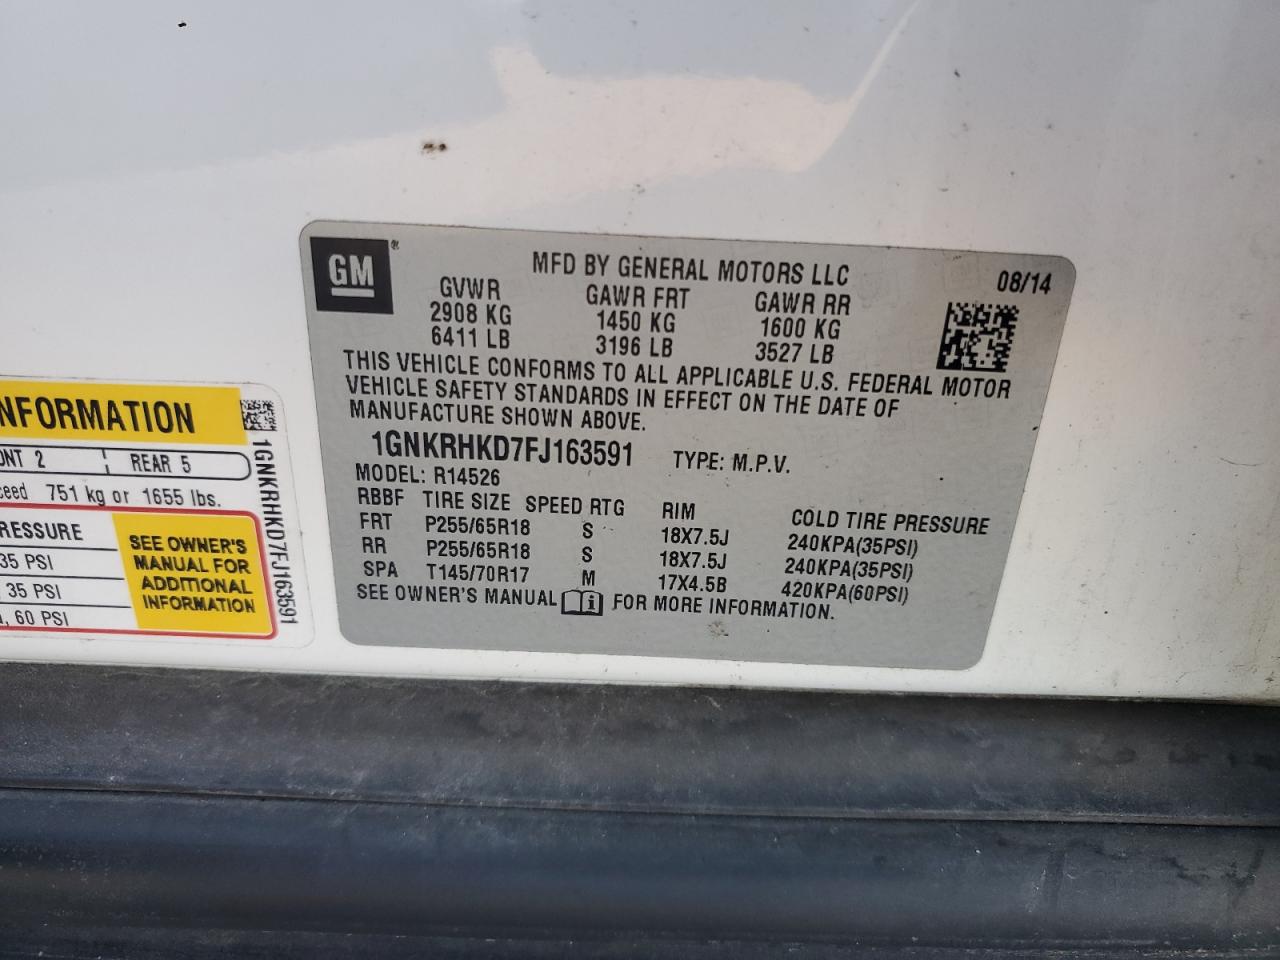 GM®
MFD BY GENERAL MOTORS LLC
08/14
GVWR GAWR FRT GAWR RR
2908 KG 1450 KG 1600 KG
6411 LB 3196 LB 3527 LB
THIS VEHICLE CONFORMS TO ALL APPLICABLE U.S. FEDERAL MOTOR
VEHICLE SAFETY STANDARDS IN EFFECT ON THE DATE OF
MANUFACTURE SHOWN ABOVE.
1GNKRHKD7FJ163591 TYPE: M.P.V.
MODEL: R14526
RBBF TIRE SIZE SPEED RTG RIM COLD TIRE PRESSURE
FRT P255/65R18 S 18X7.5J 240KPA(35PSI)
RR P255/65R18 S 18X7.5J 240KPA(35PSI)
SPA T145/70R17 M 17X4.5B 420KPA(60PSI)
SEE OWNER'S MANUAL i FOR MORE INFORMATION.
NFORMATION
ONT 2 REAR 5
ceed 751 kg or 1655 lbs.
RESSURE
35 PSI
, 35 PSI
, 60 PSI
SEE OWNER'S
MANUAL FOR
ADDITIONAL
INFORMATION
1GNKRHKD7FJ163591